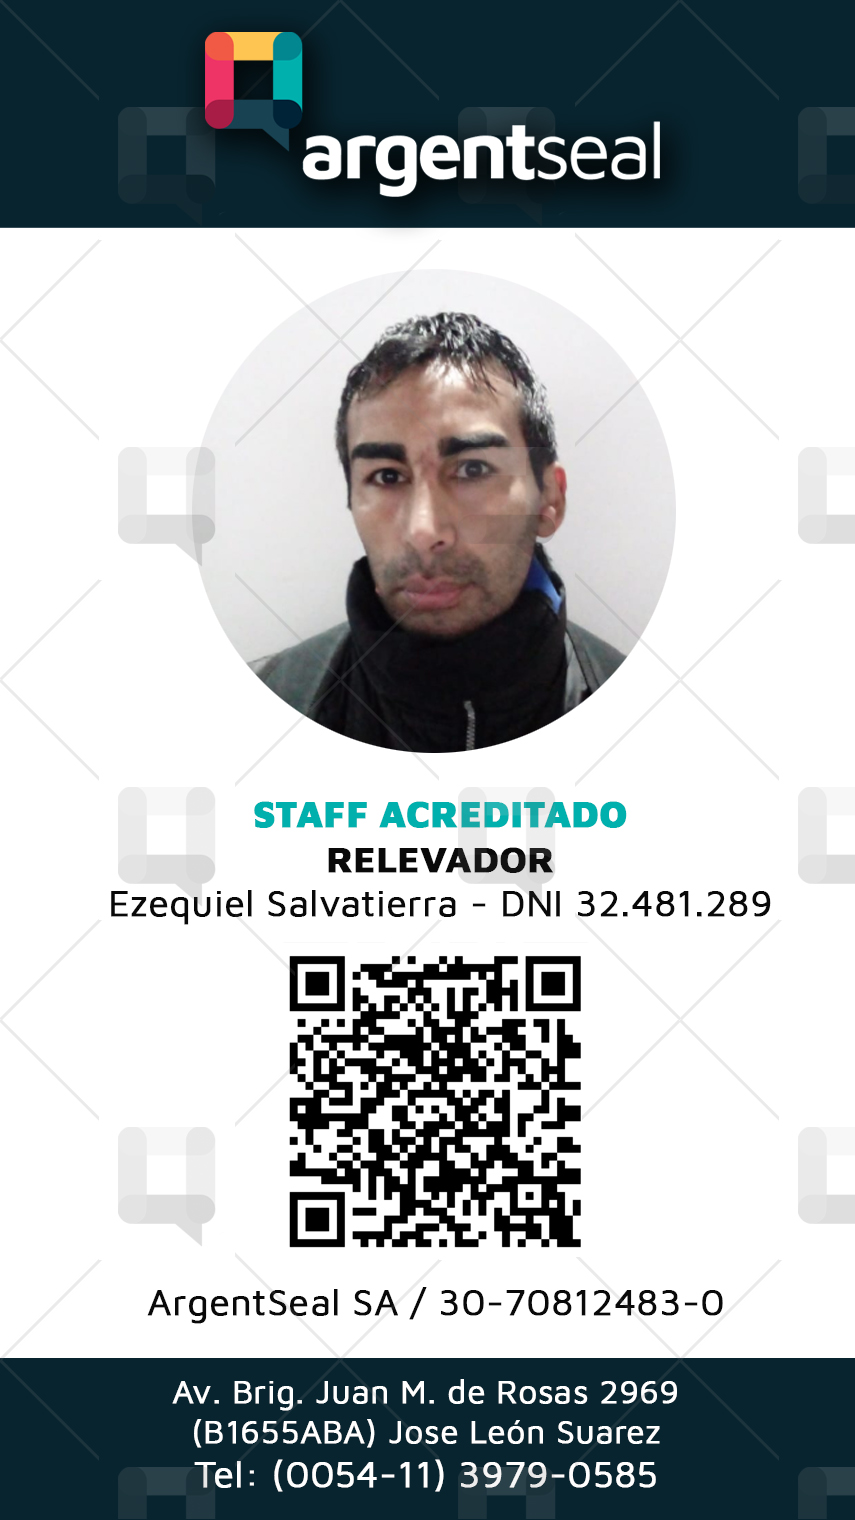 argentseal
STAFF ACREDITADO
RELEVADOR
Ezequiel Salvatierra - DNI 32.481.289
ArgentSeal SA / 30-70812483-0
Av. Brig. Juan M. de Rosas 2969
(B1655ABA) Jose León Suarez
Tel: (0054-11) 3979-0585